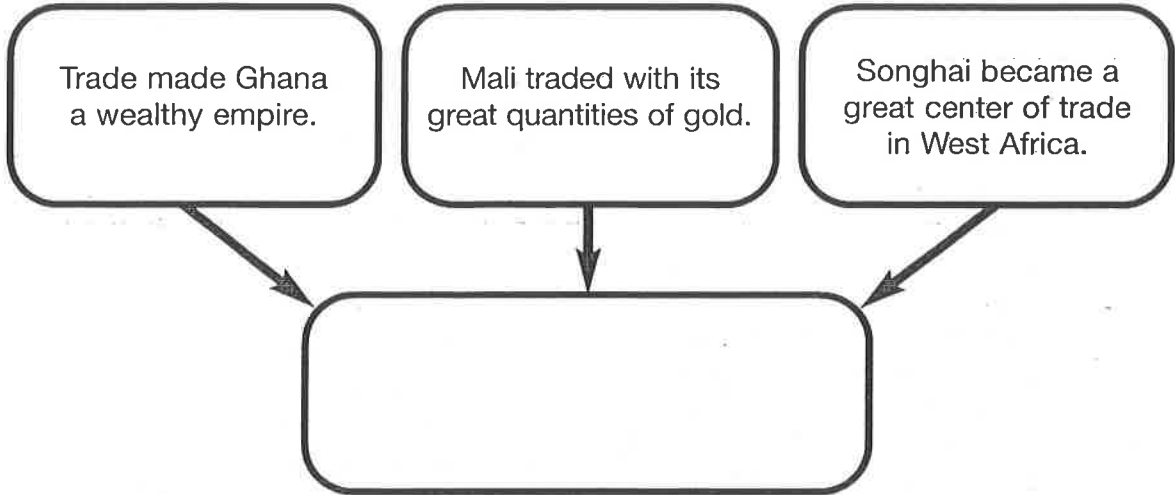 Trade made Ghana
a wealthy empire.
Mali traded with its
great quantities of gold.
Songhai became a
great center of trade
in West Africa.